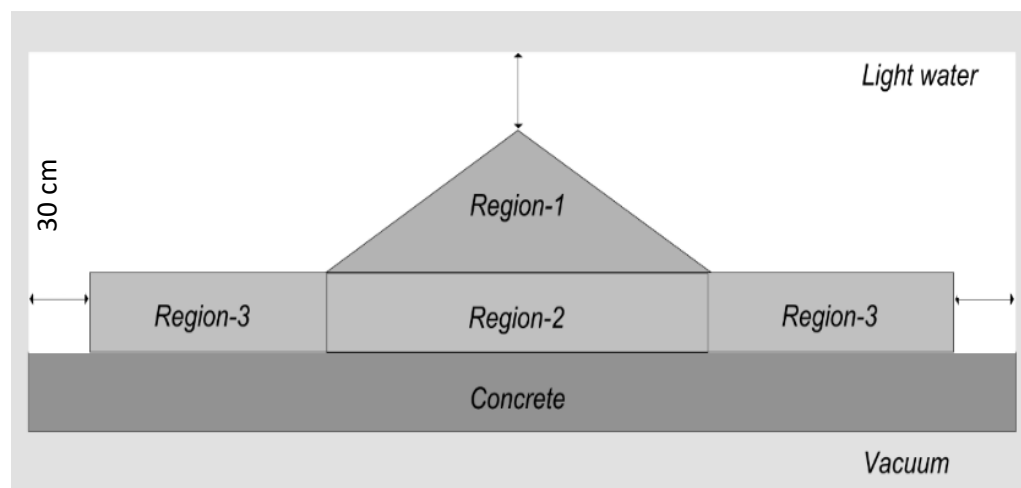 Light water
30 cm
Region-1
Region-3
Region-2
Region-3
Concrete
Vacuum